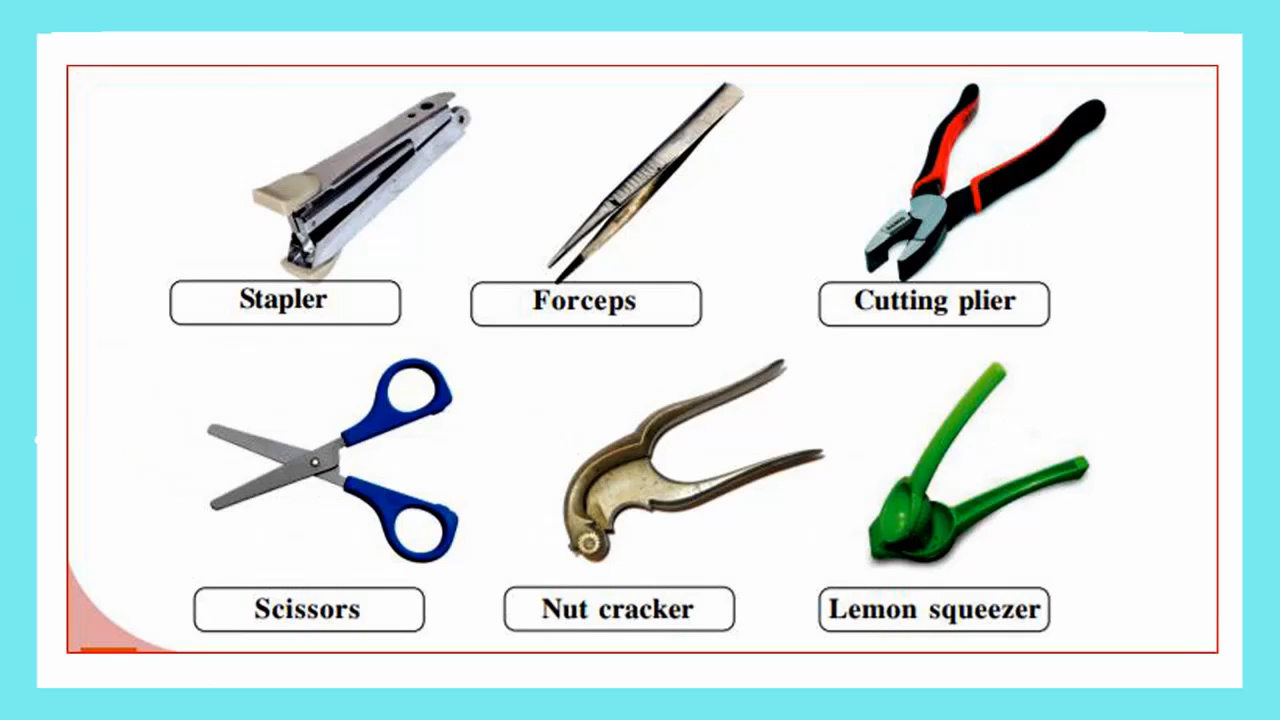 Stapler
Forceps
Cutting plier
Scissors
Nut cracker
Lemon squeezer